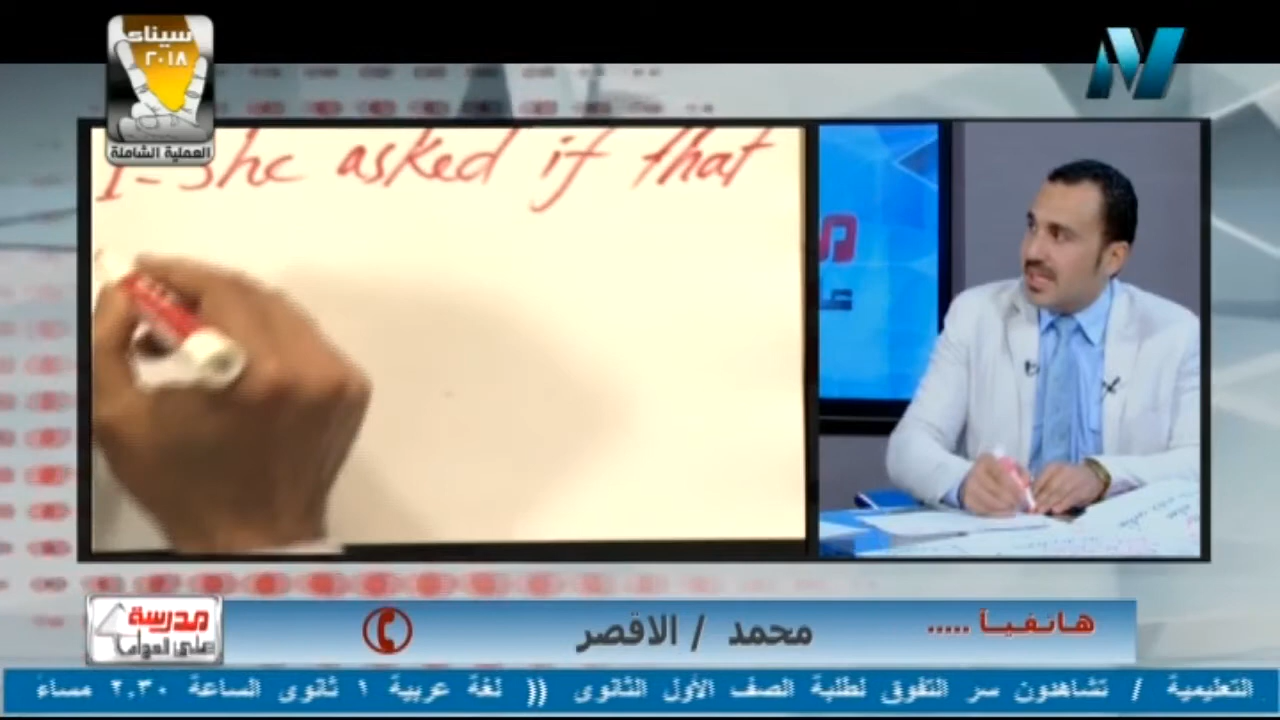 سيناء
٢٠١٨
العملية الشاملة
1- She asked if that
هاتفياً .....
محمد / الاقصر
مدرسة
على الهواء
التعليمية / تشاهدون سر التفوق لطلبة الصف الأول الثانوى (( لغة عربية ١ ثانوى الساعة ٢.٣٠ مساءً